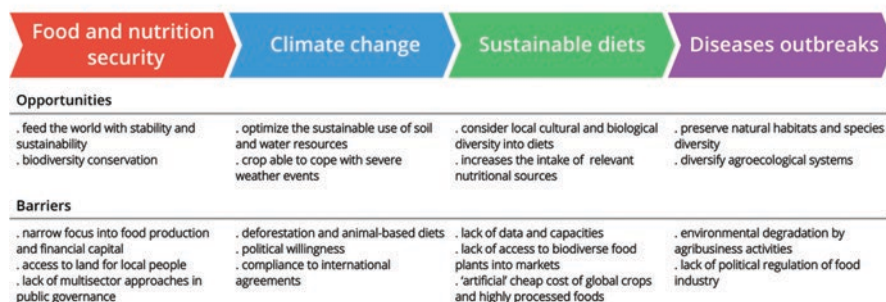 Food and nutrition
security
Climate change
Sustainable diets
Diseases outbreaks
Opportunities
. feed the world with stability and
sustainability
. biodiversity conservation
. optimize the sustainable use of soil
and water resources
. crop able to cope with severe
weather events
. consider local cultural and biological
diversity into diets
. increases the intake of relevant
nutritional sources
. preserve natural habitats and species
diversity
. diversify agroecological systems
Barriers
. narrow focus into food production
and financial capital
. access to land for local people
. lack of multisector approaches in
public governance
. deforestation and animal-based diets
. political willingness
. compliance to international
agreements
. lack of data and capacities
. lack of access to biodiverse food
plants into markets
. 'artificial' cheap cost of global crops
and highly processed foods
. environmental degradation by
agribusiness activities
. lack of political regulation of food
industry